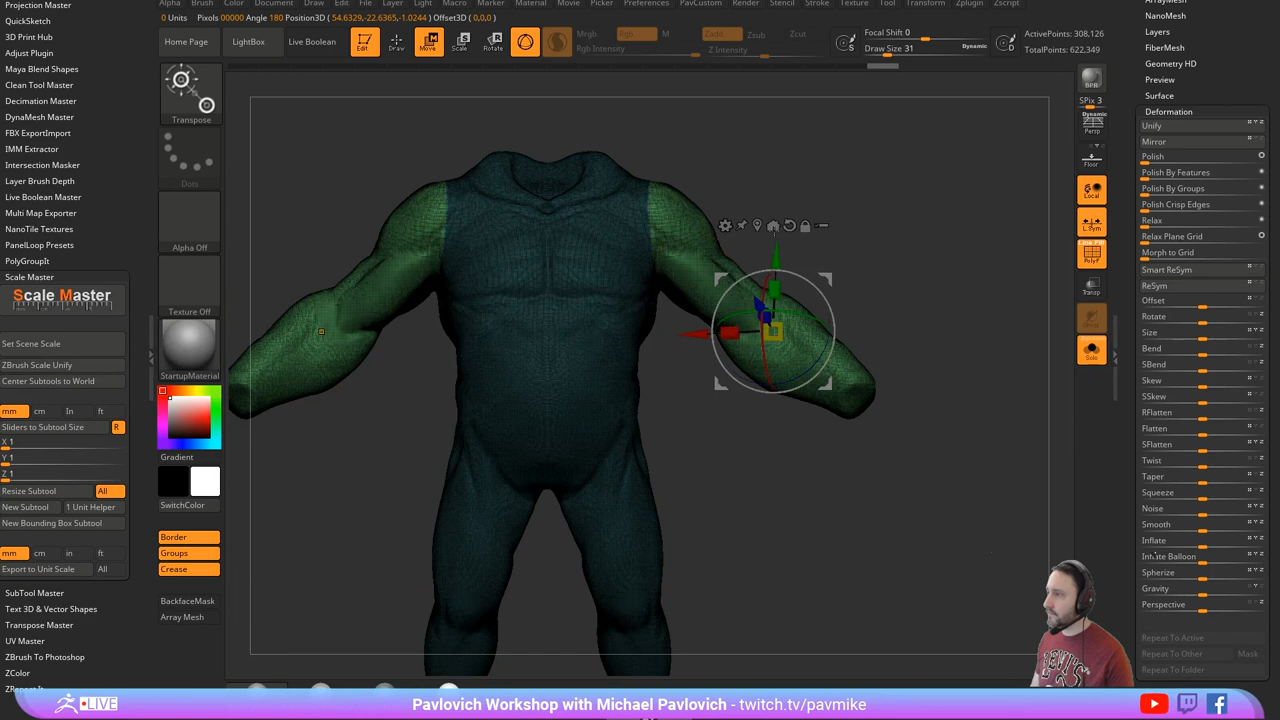 Alpha Brush Color Document Draw Edit File Layer Light Macro Marker Material Movie Picker Preferences PavCustom Render Stencil Stroke Texture Tool Transform Zplugin Zscript
0 Units Pixels 00000 Angle 180 Position3D ( 54.6329,-22.6365,-1.0244 ) Offset3D (0,0,0)
Home Page
LightBox
Live Boolean
Edit
Draw
Move
Scale
Rotate
Mrgb
Rgb
M
Rgb Intensity
Zadd
Zsub
Zcut
Z Intensity
S
Focal Shift 0
Draw Size 31
Dynamic
D
ActivePoints: 308,126
TotalPoints: 622,349
Projection Master
QuickSketch
3D Print Hub
Adjust Plugin
Maya Blend Shapes
Clean Tool Master
Decimation Master
DynaMesh Master
FBX ExportImport
IMM Extractor
Intersection Masker
Layer Brush Depth
Live Boolean Master
Multi Map Exporter
NanoTile Textures
PaneLoop Presets
PolyGroupIt
Scale Master
Scale Master
Set Scene Scale
ZBrush Scale Unify
Center Subtools to World
mm cm In ft
Sliders to Subtool Size R
X 1
Y 1
Z 1
Resize Subtool All
New Subtool 1 Unit Helper
New Bounding Box Subtool
mm cm in ft
Export to Unit Scale All
SubTool Master
Text 3D & Vector Shapes
Transpose Master
UV Master
ZBrush To Photoshop
ZColor
Transpose
Dots
Alpha Off
Texture Off
StartupMaterial
Gradient
SwitchColor
Border
Groups
Crease
BackfaceMask
Array Mesh
BPR
SPix 3
Dynamic
Persp
Floor
Local
L.Sym
Line Fill
PolyF
Transp
Solo
NanoMesh
Layers
FiberMesh
Geometry HD
Preview
Surface
Deformation
Unify
Mirror
Polish
Polish By Features
Polish By Groups
Polish Crisp Edges
Relax
Relax Plane Grid
Morph to Grid
Smart ReSym
ReSym
Offset
Rotate
Size
Bend
SBend
Skew
SSkew
RFlatten
Flatten
SFlatten
Twist
Taper
Squeeze
Noise
Smooth
Inflate
Inflate Balloon
Spherize
Gravity
Perspective
Repeat To Active
Repeat To Other Mask
Repeat To Folder
LIVE
Pavlovich Workshop with Michael Pavlovich - twitch.tv/pavmike